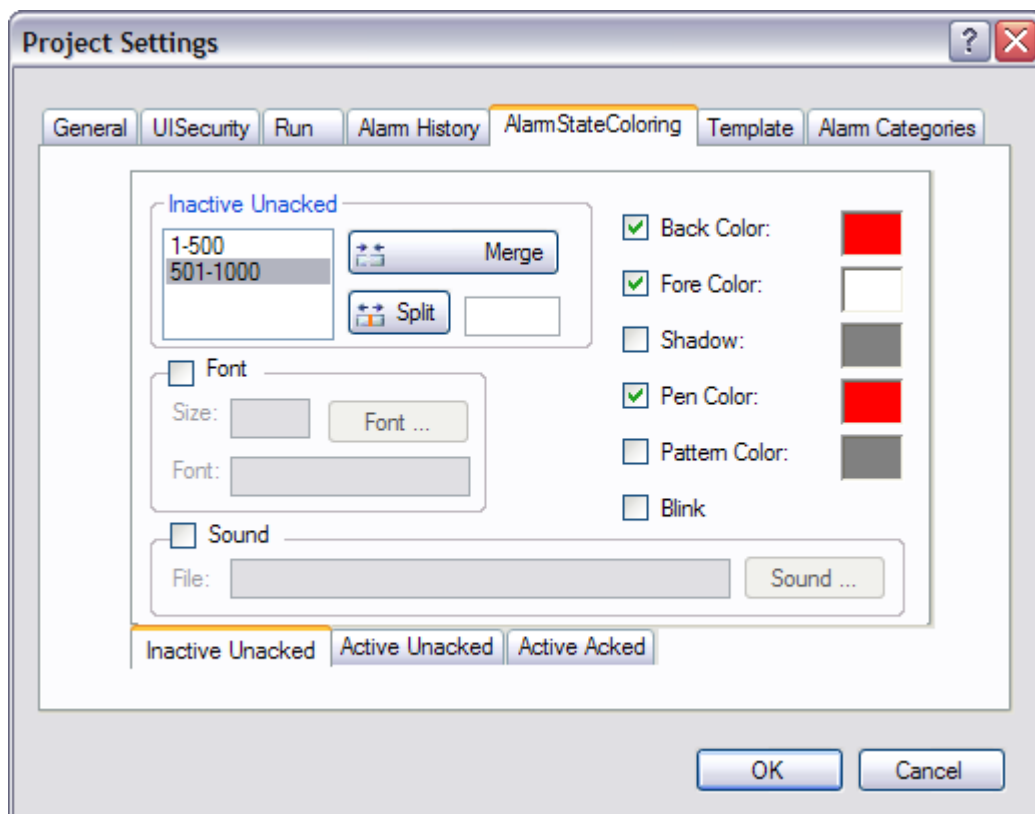 Project Settings
General UISecurity Run Alarm History AlarmStateColoring Template Alarm Categories
Inactive Unacked
1-500
501-1000
Merge
Split
Back Color:
Fore Color:
Shadow:
Pen Color:
Pattern Color:
Blink
Font
Size:
Font ...
Font:
Sound
File:
Sound ...
Inactive Unacked Active Unacked Active Acked
OK Cancel